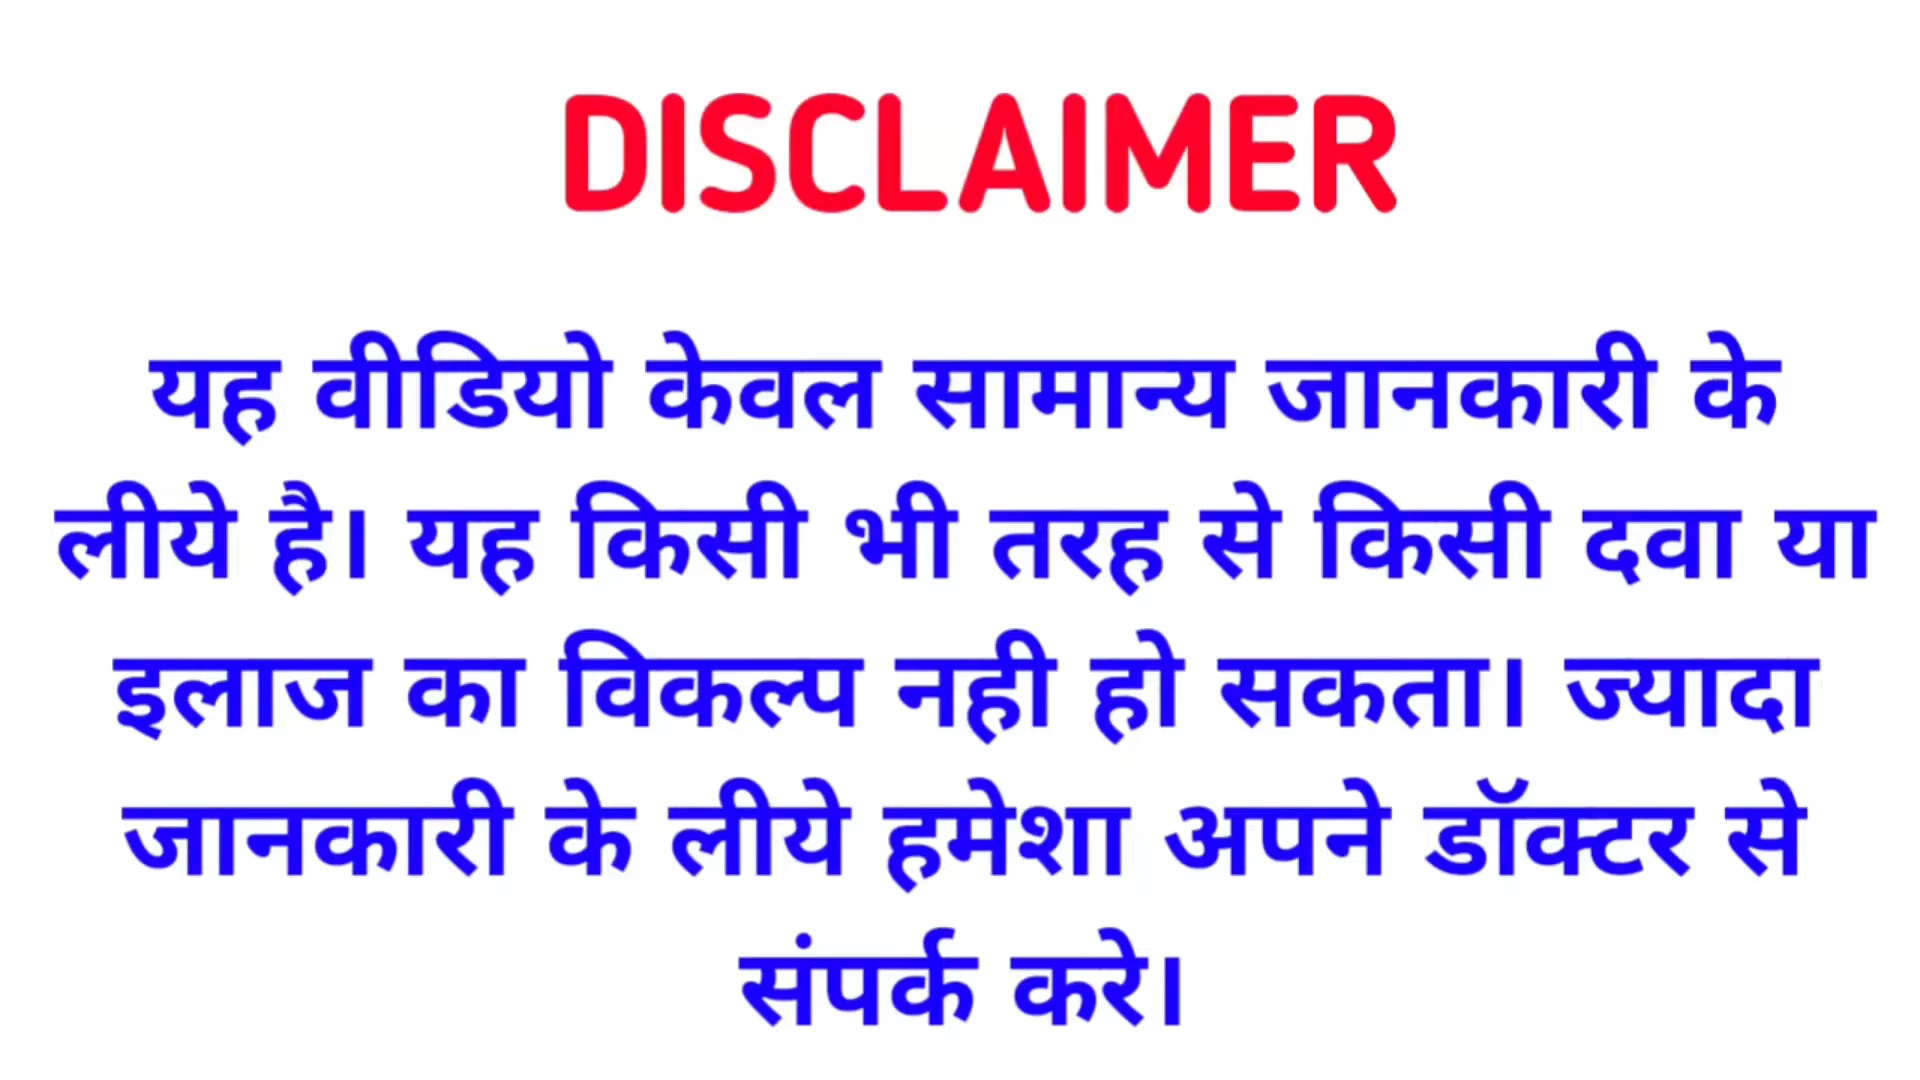 DISCLAIMER
यह वीडियो केवल सामान्य जानकारी के
लीये है। यह किसी भी तरह से किसी दवा या
इलाज का विकल्प नही हो सकता। ज्यादा
जानकारी के लीये हमेशा अपने डॉक्टर से
संपर्क करे।